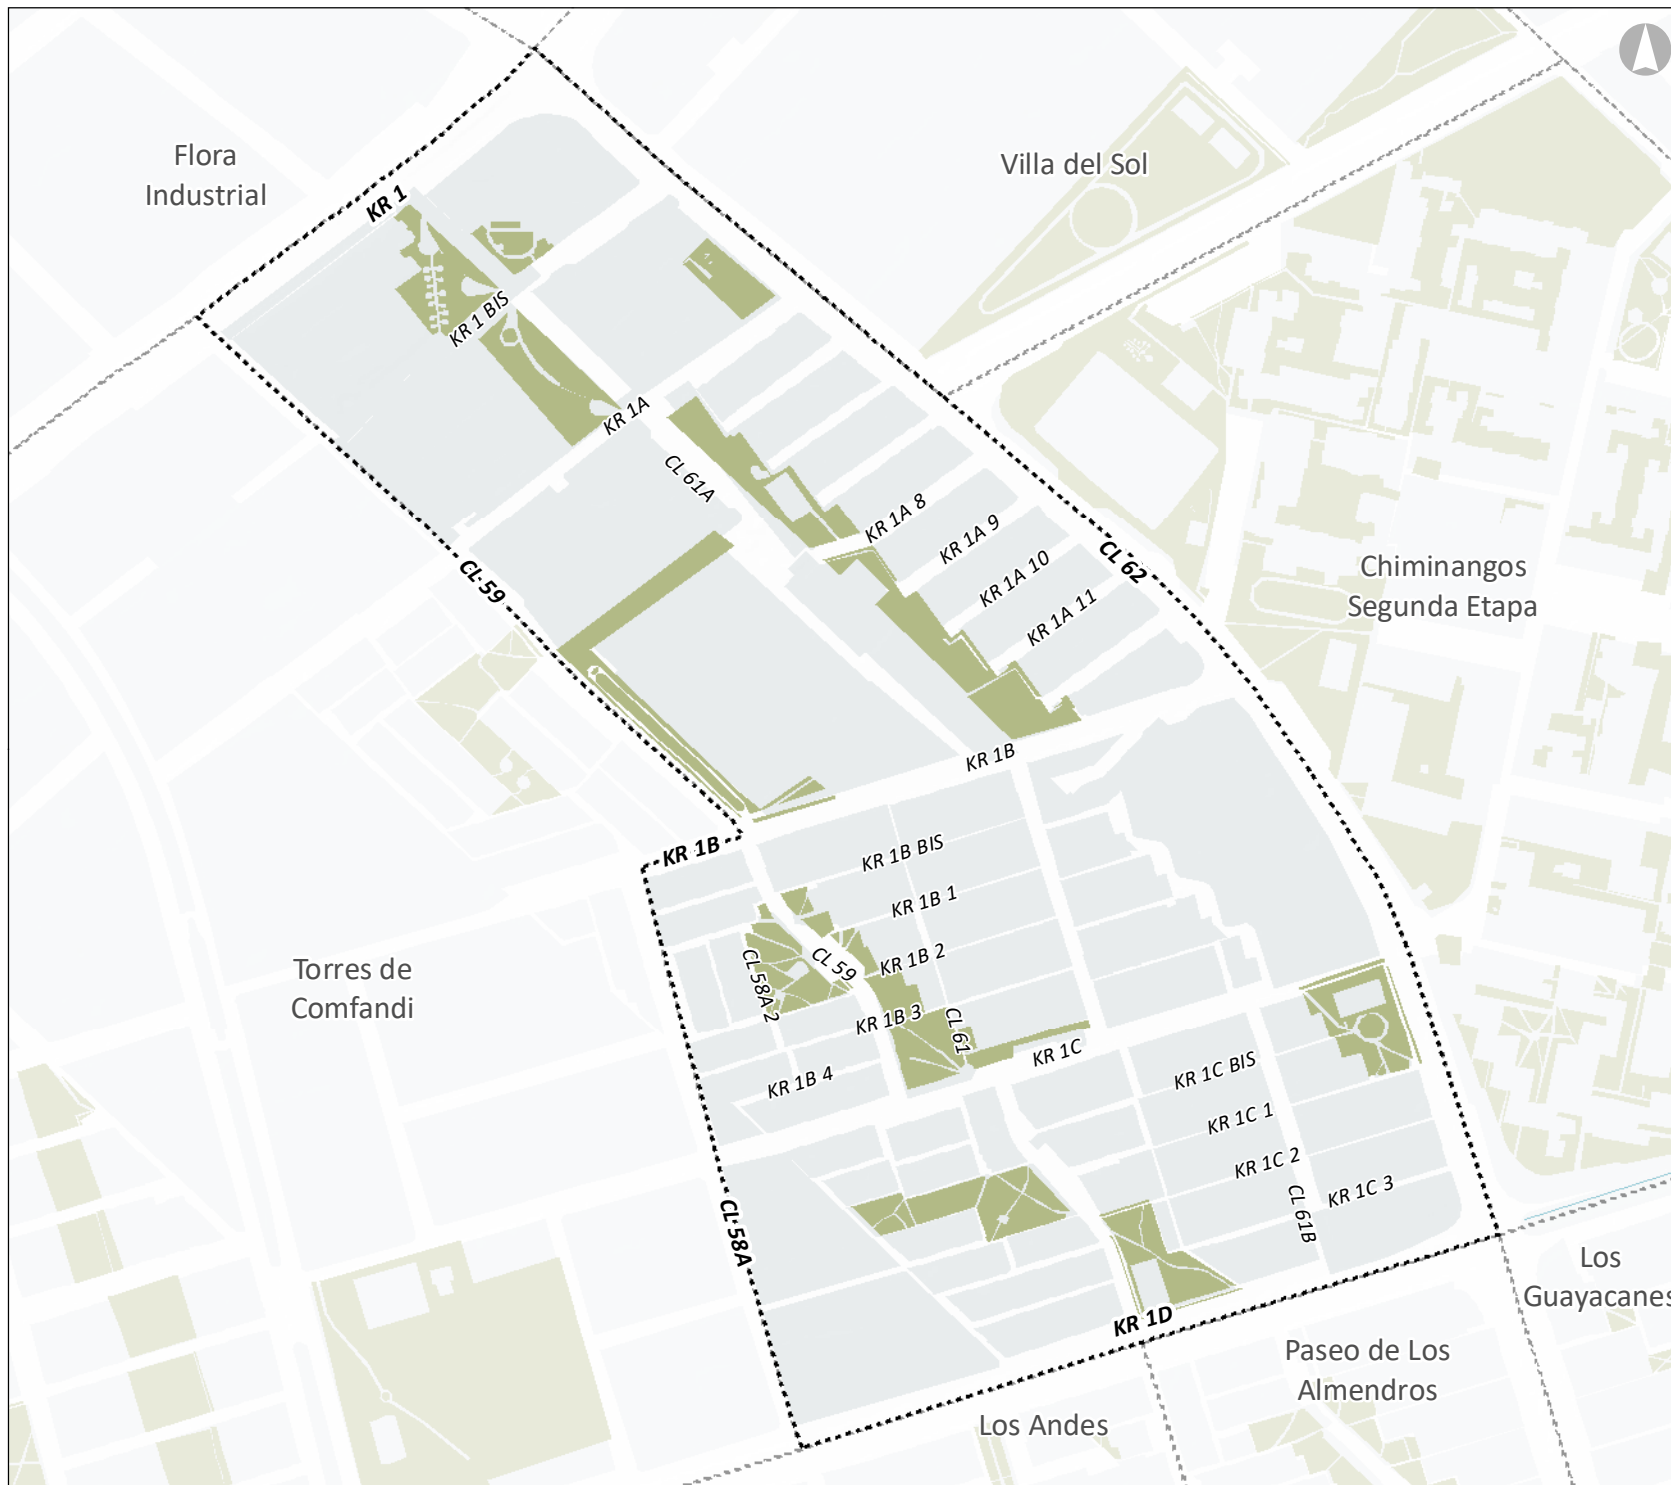 Flora
Industrial
Villa del Sol
KR 1
KR 1 BIS
KR 1A
CL 61A
KR 1A 8
KR 1A 9
KR 1A 10
KR 1A 11
CL 62
CL 59
Chiminangos
Segunda Etapa
KR 1B
KR 1B
KR 1B BIS
KR 1B 1
KR 1B 2
CL 59
CL 58A 2
KR 1B 3
CL 61
KR 1B 4
KR 1C
KR 1C BIS
KR 1C 1
KR 1C 2
KR 1C 3
CL 61B
Torres de
Comfandi
CL 58A
KR 1D
Los
Guayacanes
Paseo de Los
Almendros
Los Andes